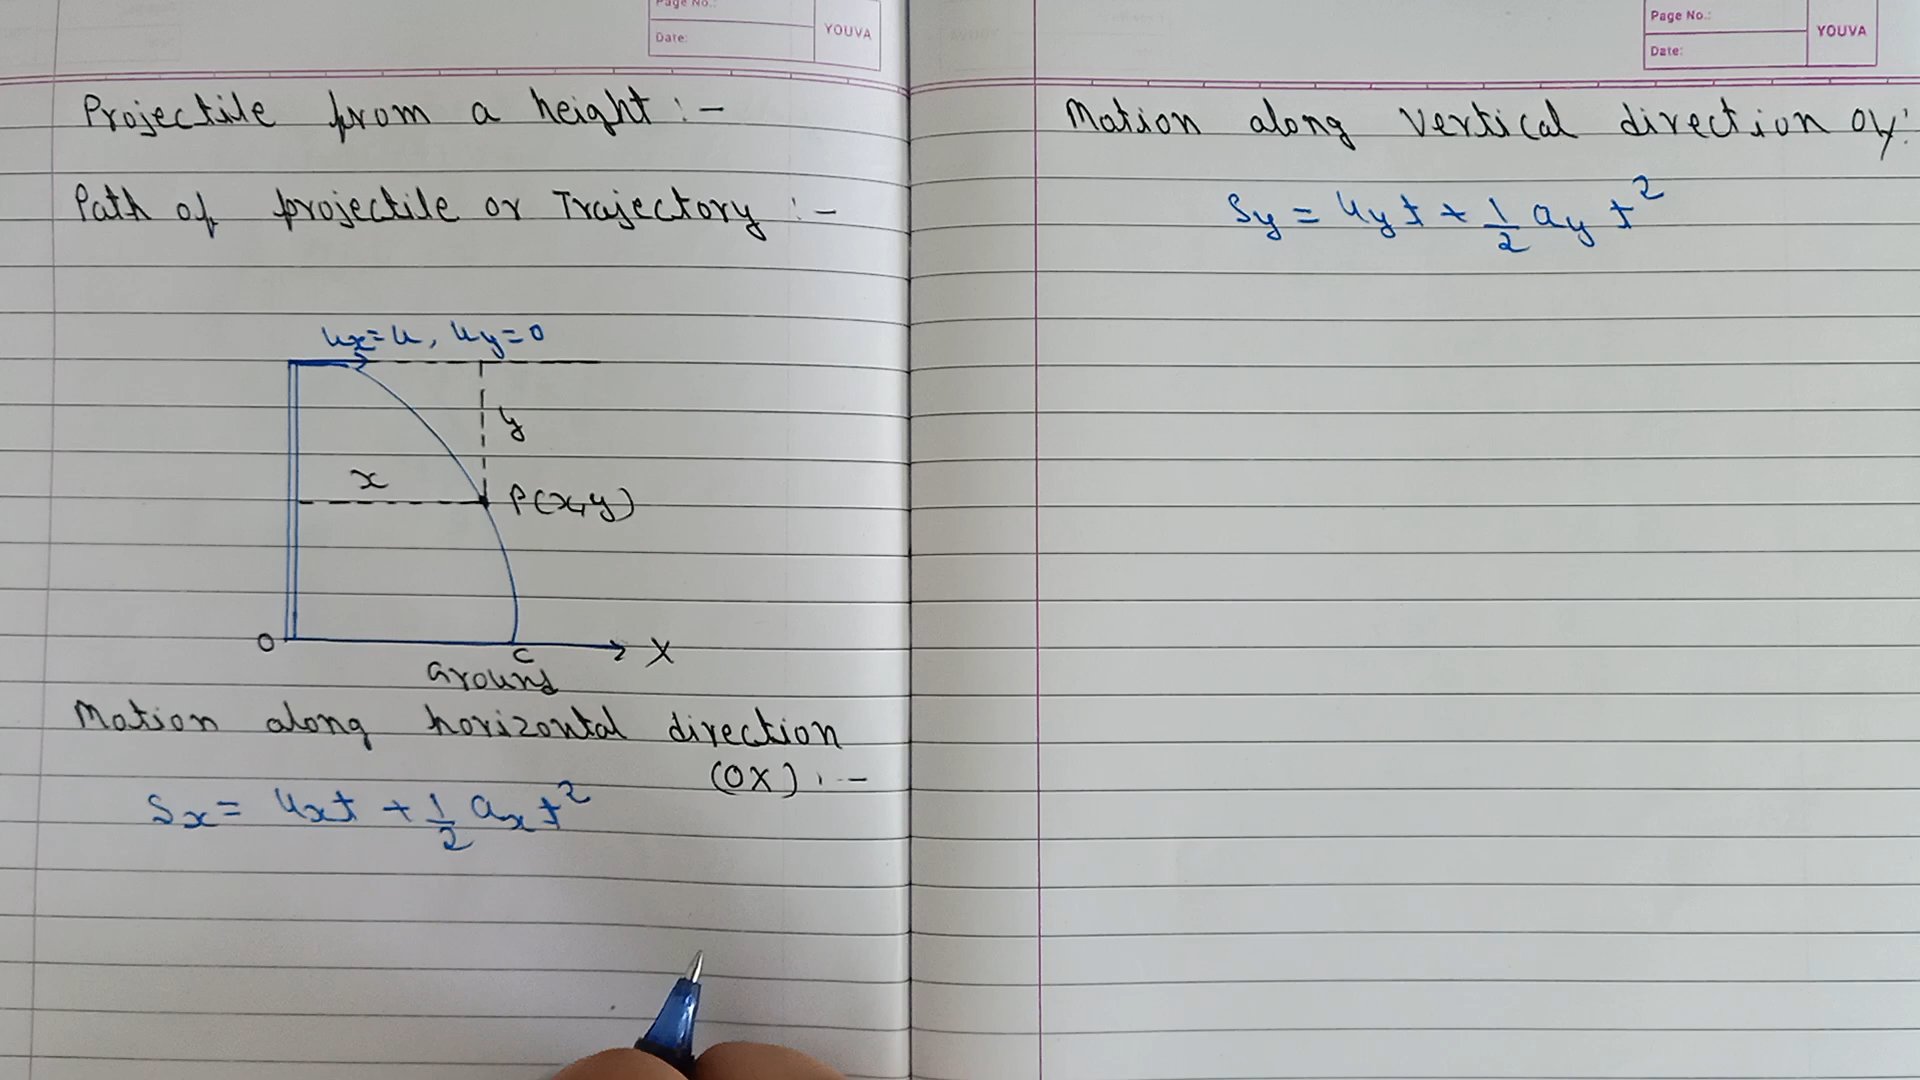 Page No.:
Date:
YOUVA
Projectile from a height :-
Path of projectile or Trajectory :-
ux=u, uy=0
y
x
P(x,y)
O
C
X
Ground
Motion along horizontal direction
(OX) :-
Sx = uxt + 1/2 axt²
Page No.:
Date:
YOUVA
Motion along vertical direction OY:
Sy = uyt + 1/2 ay t²